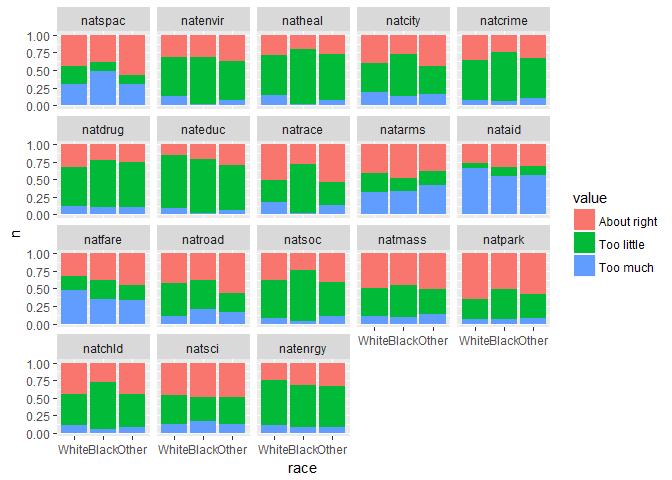 natspac natenvir natheal natcity natcrime
1.00
0.75
0.50
0.25
0.00
natdrug nateduc natrace natarms nataid
1.00
0.75
0.50
0.25
0.00
natfare natroad natsoc natmass natpark
1.00
0.75
0.50
0.25
0.00
WhiteBlackOther WhiteBlackOther
natchld natsci natenrgy
1.00
0.75
0.50
0.25
0.00
WhiteBlackOther WhiteBlackOther WhiteBlackOther
race
n
value
About right
Too little
Too much